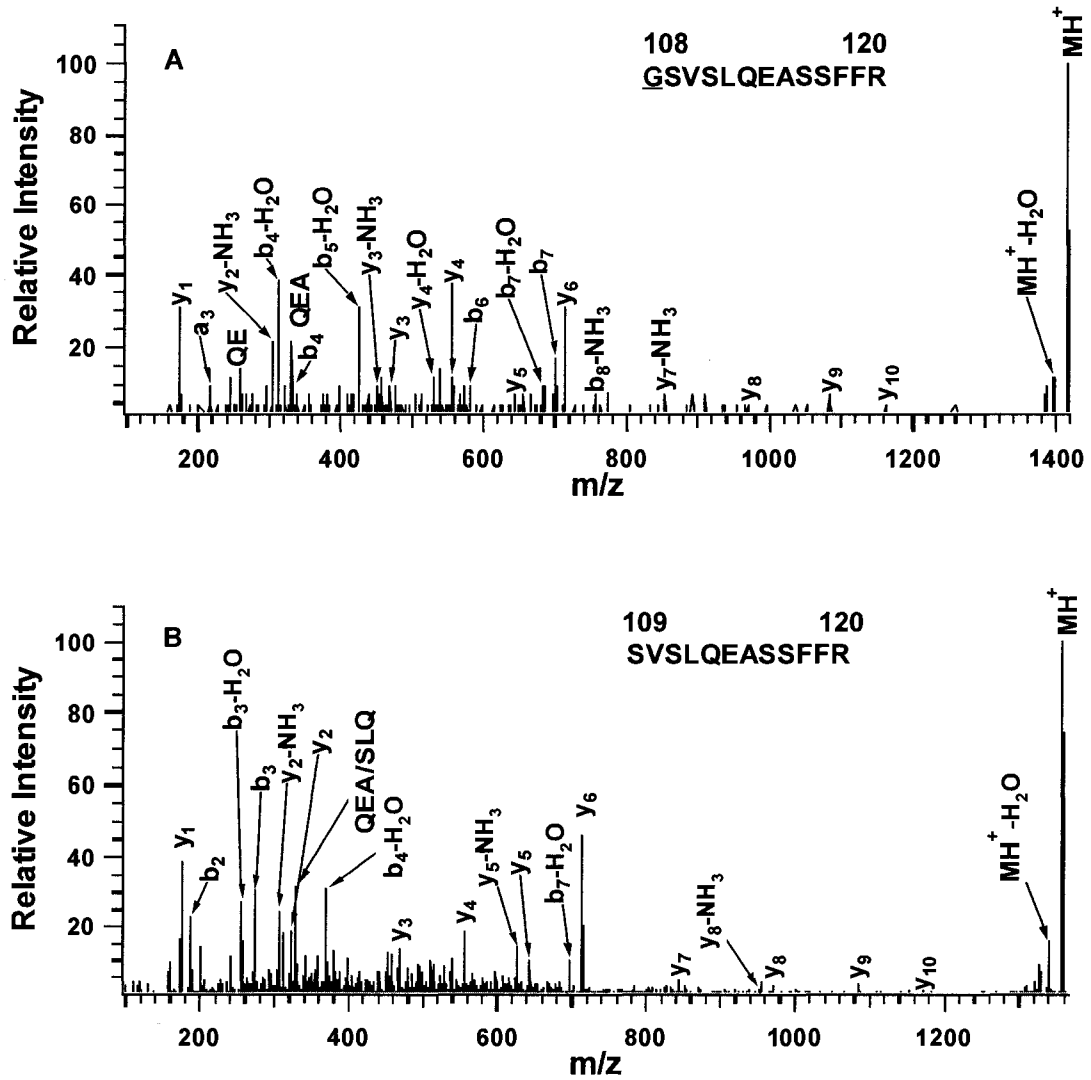 A
108 120
GSVSLQEASSFFR
MH+
Relative Intensity
100
80
60
40
20
y1
a3
QE
y2-NH3
b4-H2O
QEA
b4
b5-H2O
y3-NH3
y3
y4-H2O
y4
b6
y5
b7-H2O
b7
y6
b8-NH3
y7-NH3
y8
y9
y10
MH+-H2O
200 400 600 800 1000 1200 1400
m/z
B
109 120
SVSLQEASSFFR
MH+
Relative Intensity
100
80
60
40
20
y1
b2
b3-H2O
b3
y2-NH3
y2
QEA/SLQ
b4-H2O
y3
y4
y5-NH3
y5
b7-H2O
y6
y7
y8-NH3
y8
y9
y10
MH+-H2O
200 400 600 800 1000 1200
m/z